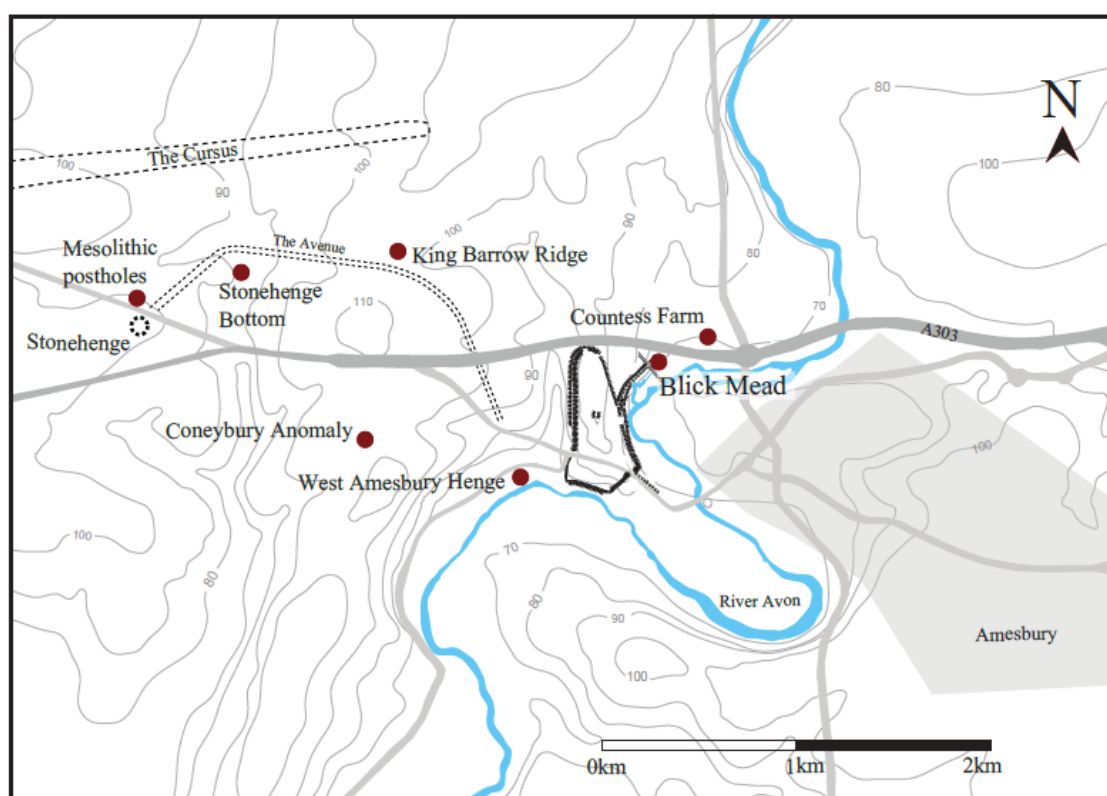 N
80
100
The Cursus
100
90
100
100
90
80
The Avenue
King Barrow Ridge
Mesolithic
postholes
Stonehenge
Bottom
110
70
Countess Farm
A303
Stonehenge
90
Blick Mead
Coneybury Anomaly
100
West Amesbury Henge
100
70
80
80
River Avon
90
Amesbury
100
0km
1km
2km